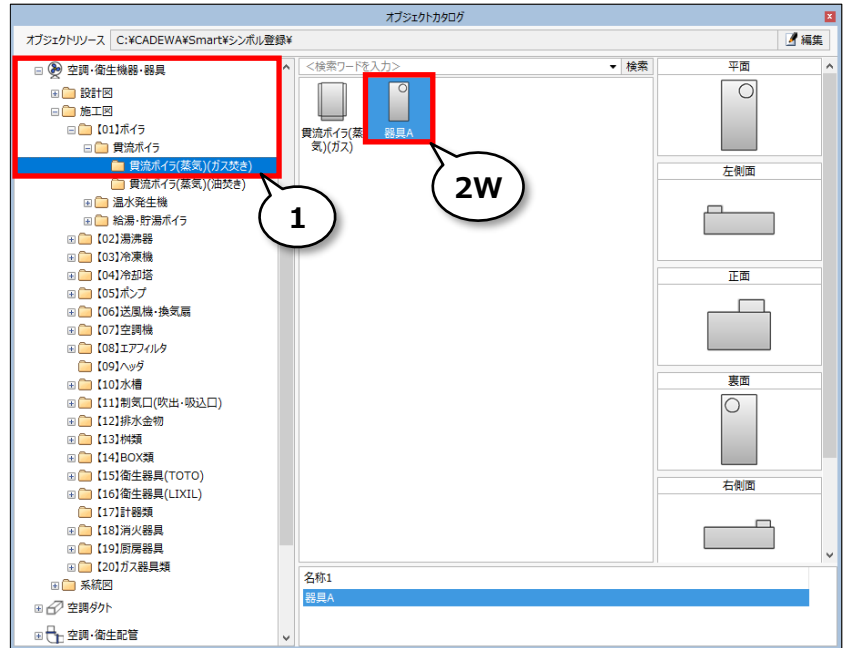 オブジェクトカタログ
オブジェクトリソース C:¥CADEWA¥Smart¥シンボル登録¥
編集
空調・衛生機器・器具
設計図
施工図
【01】ボイラ
貫流ボイラ
貫流ボイラ(蒸気)(ガス焚き)
貫流ボイラ(蒸気)(油焚き)
温水発生機
給湯・貯湯ボイラ
【02】湯沸器
【03】冷凍機
【04】冷却塔
【05】ポンプ
【06】送風機・換気扇
【07】空調機
【08】エアフィルタ
【09】ヘッダ
【10】水槽
【11】制気口(吹出・吸込口)
【12】排水金物
【13】桝類
【14】BOX類
【15】衛生器具(TOTO)
【16】衛生器具(LIXIL)
【17】計器類
【18】消火器具
【19】厨房器具
【20】ガス器具類
系統図
空調ダクト
空調・衛生配管
1
<検索ワードを入力>
検索
貫流ボイラ(蒸
気)(ガス)
器具A
2W
平面
左側面
正面
裏面
右側面
名称1
器具A